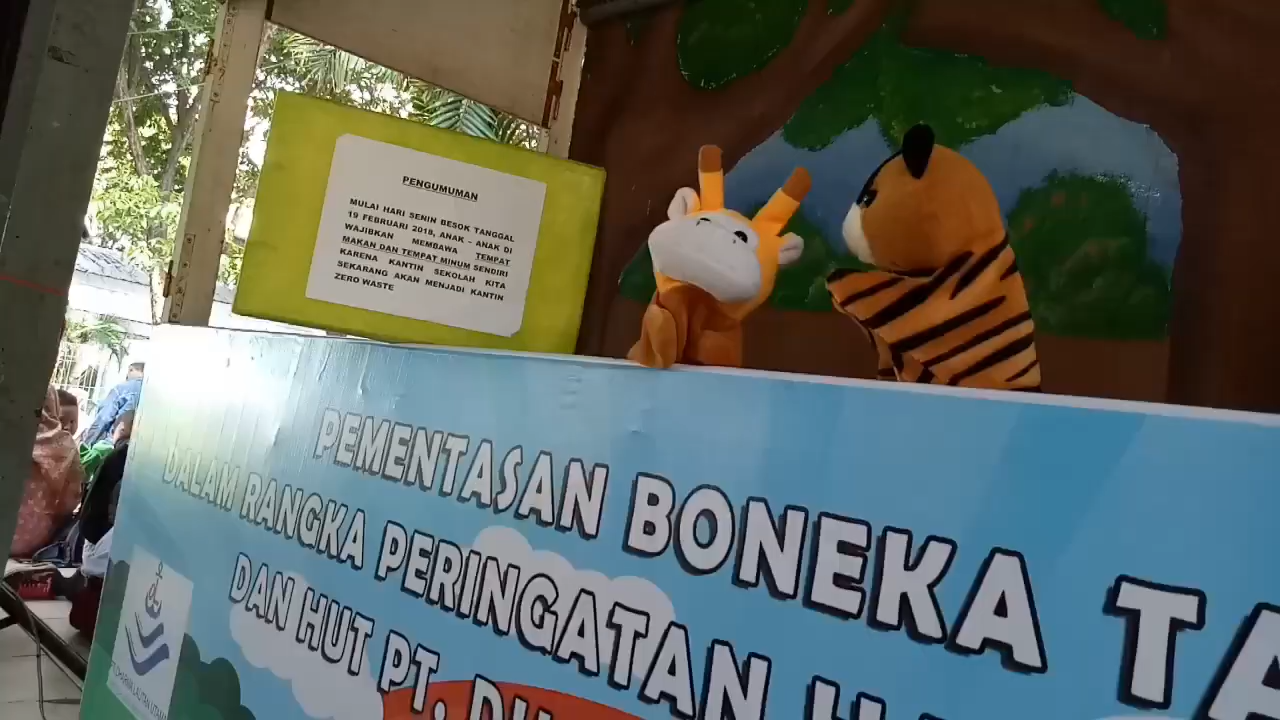 PENGUMUMAN
MULAI HARI SENIN BESOK TANGGAL
19 FEBRUARI 2018, ANAK - ANAK DI
WAJIBKAN MEMBAWA TEMPAT
MAKAN DAN TEMPAT MINUM SENDIRI
KARENA KANTIN SEKOLAH KITA
SEKARANG AKAN MENJADI KANTIN
ZERO WASTE
PEMENTASAN BONEKA TA
DALAM RANGKA PERINGATAN
DAN HUT PT.